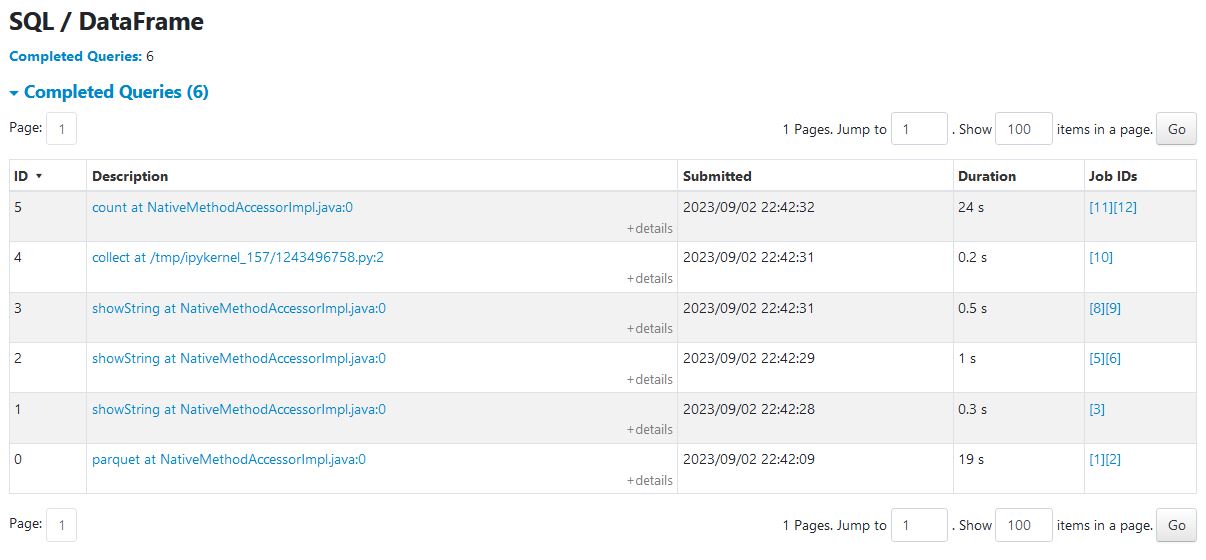 SQL / DataFrame
Completed Queries: 6
Completed Queries (6)
Page: 1
1 Pages. Jump to 1 . Show 100 items in a page. Go
ID Description Submitted Duration Job IDs
5 count at NativeMethodAccessorImpl.java:0 2023/09/02 22:42:32 24 s [11][12]
+details
4 collect at /tmp/ipykernel_157/1243496758.py:2 2023/09/02 22:42:31 0.2 s [10]
+details
3 showString at NativeMethodAccessorImpl.java:0 2023/09/02 22:42:31 0.5 s [8][9]
+details
2 showString at NativeMethodAccessorImpl.java:0 2023/09/02 22:42:29 1 s [5][6]
+details
1 showString at NativeMethodAccessorImpl.java:0 2023/09/02 22:42:28 0.3 s [3]
+details
0 parquet at NativeMethodAccessorImpl.java:0 2023/09/02 22:42:09 19 s [1][2]
+details
Page: 1
1 Pages. Jump to 1 . Show 100 items in a page. Go